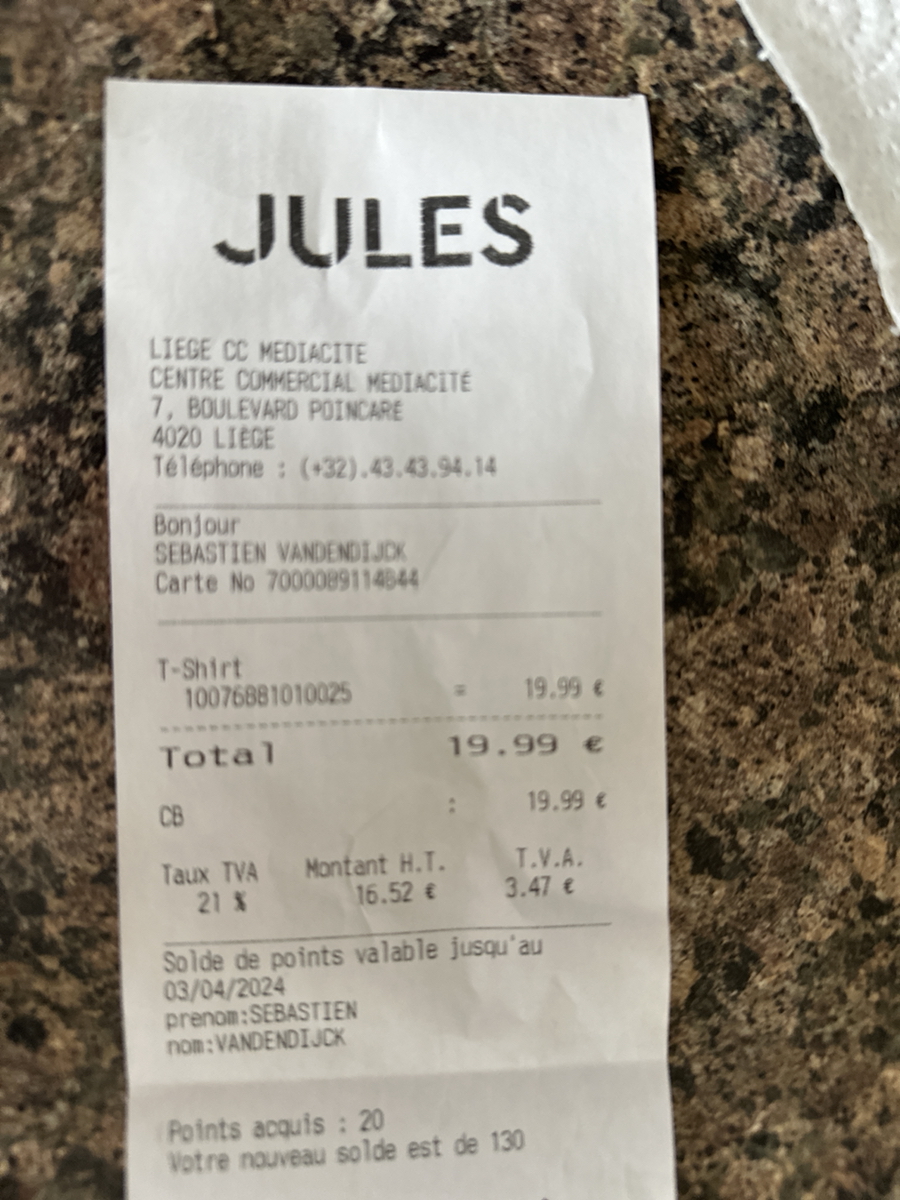 JULES
LIEGE CC MEDIACITE
CENTRE COMMERCIAL MEDIACITÉ
7, BOULEVARD POINCARÉ
4020 LIÈGE
Téléphone : (+32).43.43.94.14
Bonjour
SEBASTIEN VANDENDIJCK
Carte No 7000089114844
T-Shirt
10076881010025 = 19.99 €
Total 19.99 €
CB : 19.99 €
Taux TVA Montant H.T. T.V.A.
21 % 16.52 € 3.47 €
Solde de points valable jusqu'au
03/04/2024
prenom:SEBASTIEN
nom:VANDENDIJCK
Points acquis : 20
Votre nouveau solde est de 130